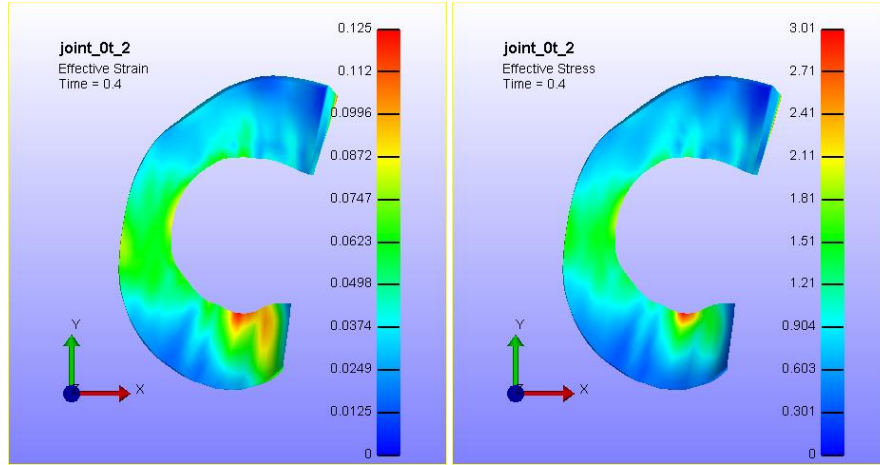 joint_0t_2
Effective Strain
Time = 0.4
0.125
0.112
0.0996
0.0872
0.0747
0.0623
0.0498
0.0374
0.0249
0.0125
0
Y
Z
X
joint_0t_2
Effective Stress
Time = 0.4
3.01
2.71
2.41
2.11
1.81
1.51
1.21
0.904
0.603
0.301
0
Y
Z
X